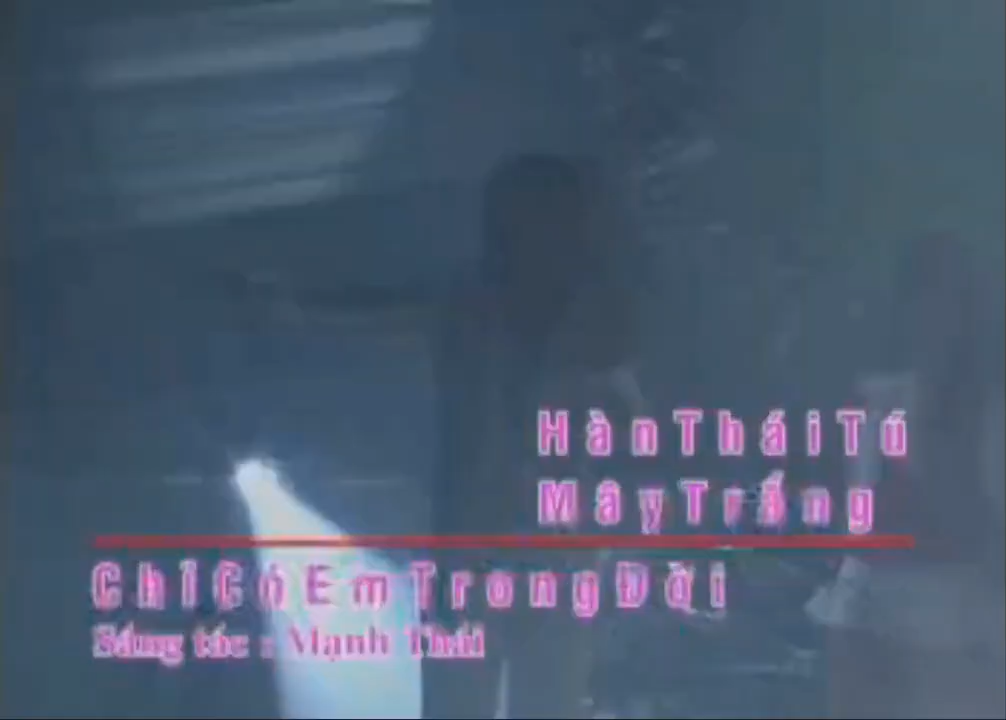 Hàn Thái Tú
Mây Trắng
Chỉ Có Em Trong Đời
Sáng tác : Mạnh Thái